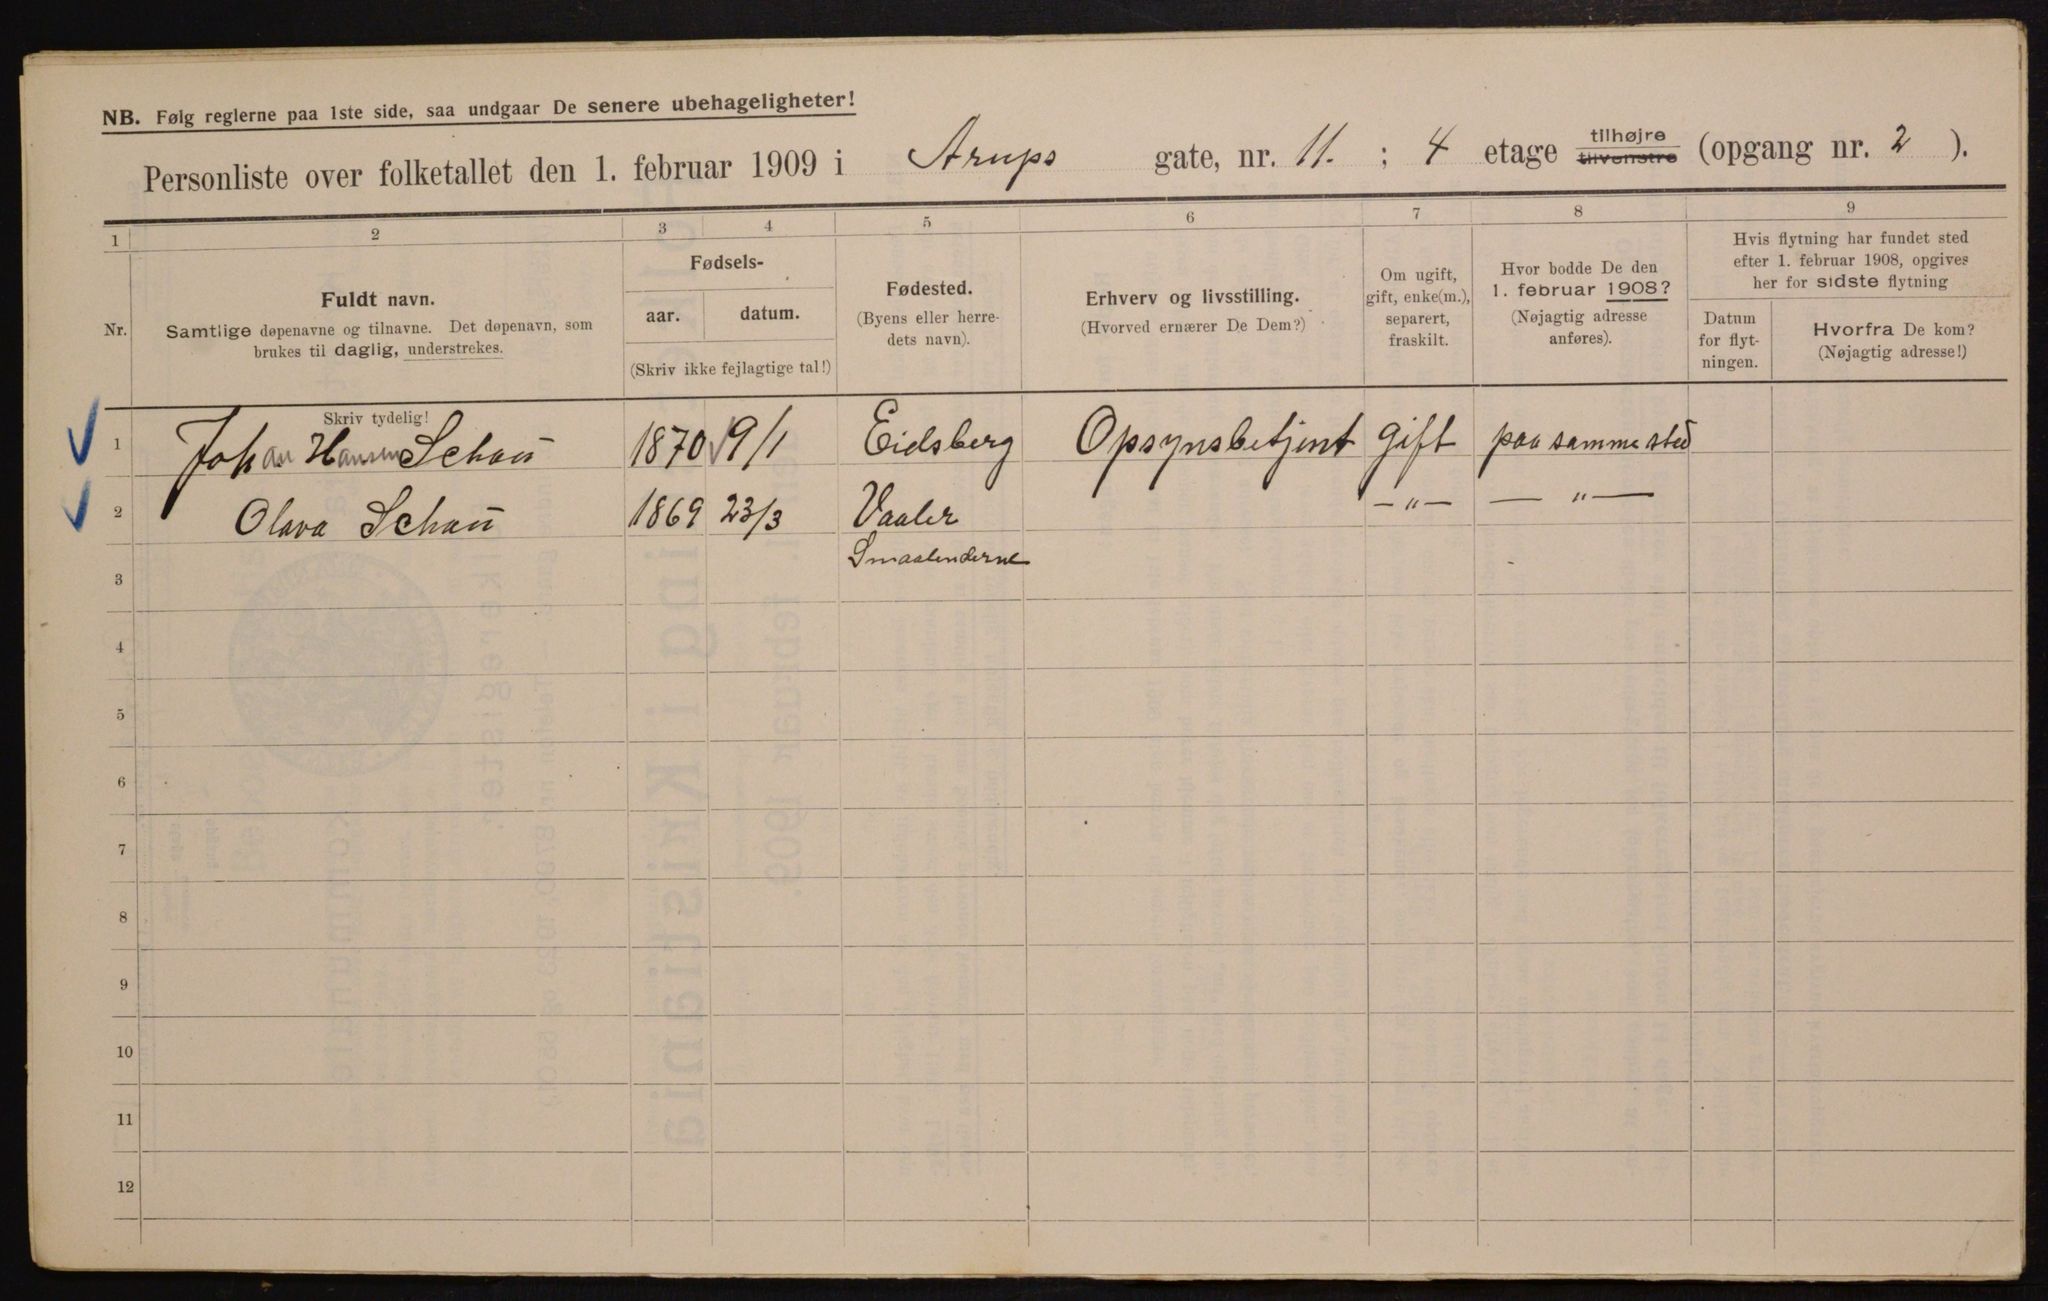 NB. Følg reglerne paa 1ste side, saa undgaar De senere ubehageligheter!
Personliste over folketallet den 1. februar 1909 i Arups gate, nr. 11. ; 4 etage tilhøjre tilvenstre (opgang nr. 2 ).
1 2 3 4 5 6 7 8 9
Nr.
Fuldt navn.
Samtlige døpenavne og tilnavne. Det døpenavn, som
brukes til daglig, understrekes.
Fødsels-
aar. datum.
(Skriv ikke fejlagtige tal!)
Fødested.
(Byens eller herre-
dets navn).
Erhverv og livsstilling.
(Hvorved ernærer De Dem?)
Om ugift,
gift, enke(m.),
separert,
fraskilt.
Hvor bodde De den
1. februar 1908?
(Nøjagtig adresse
anføres).
Hvis flytning har fundet sted
efter 1. februar 1908, opgives
her for sidste flytning
Datum
for flyt-
ningen.
Hvorfra De kom?
(Nøjagtig adresse!)
Skriv tydelig!
1 Johan Hansen Schau 1870 9/1 Eidsberg Opsynsbetjent gift paa samme sted
2 Olava Schau 1869 23/3 Vaaler — " — — " —
Smaalenderne
3
4
5
6
7
8
9
10
11
12